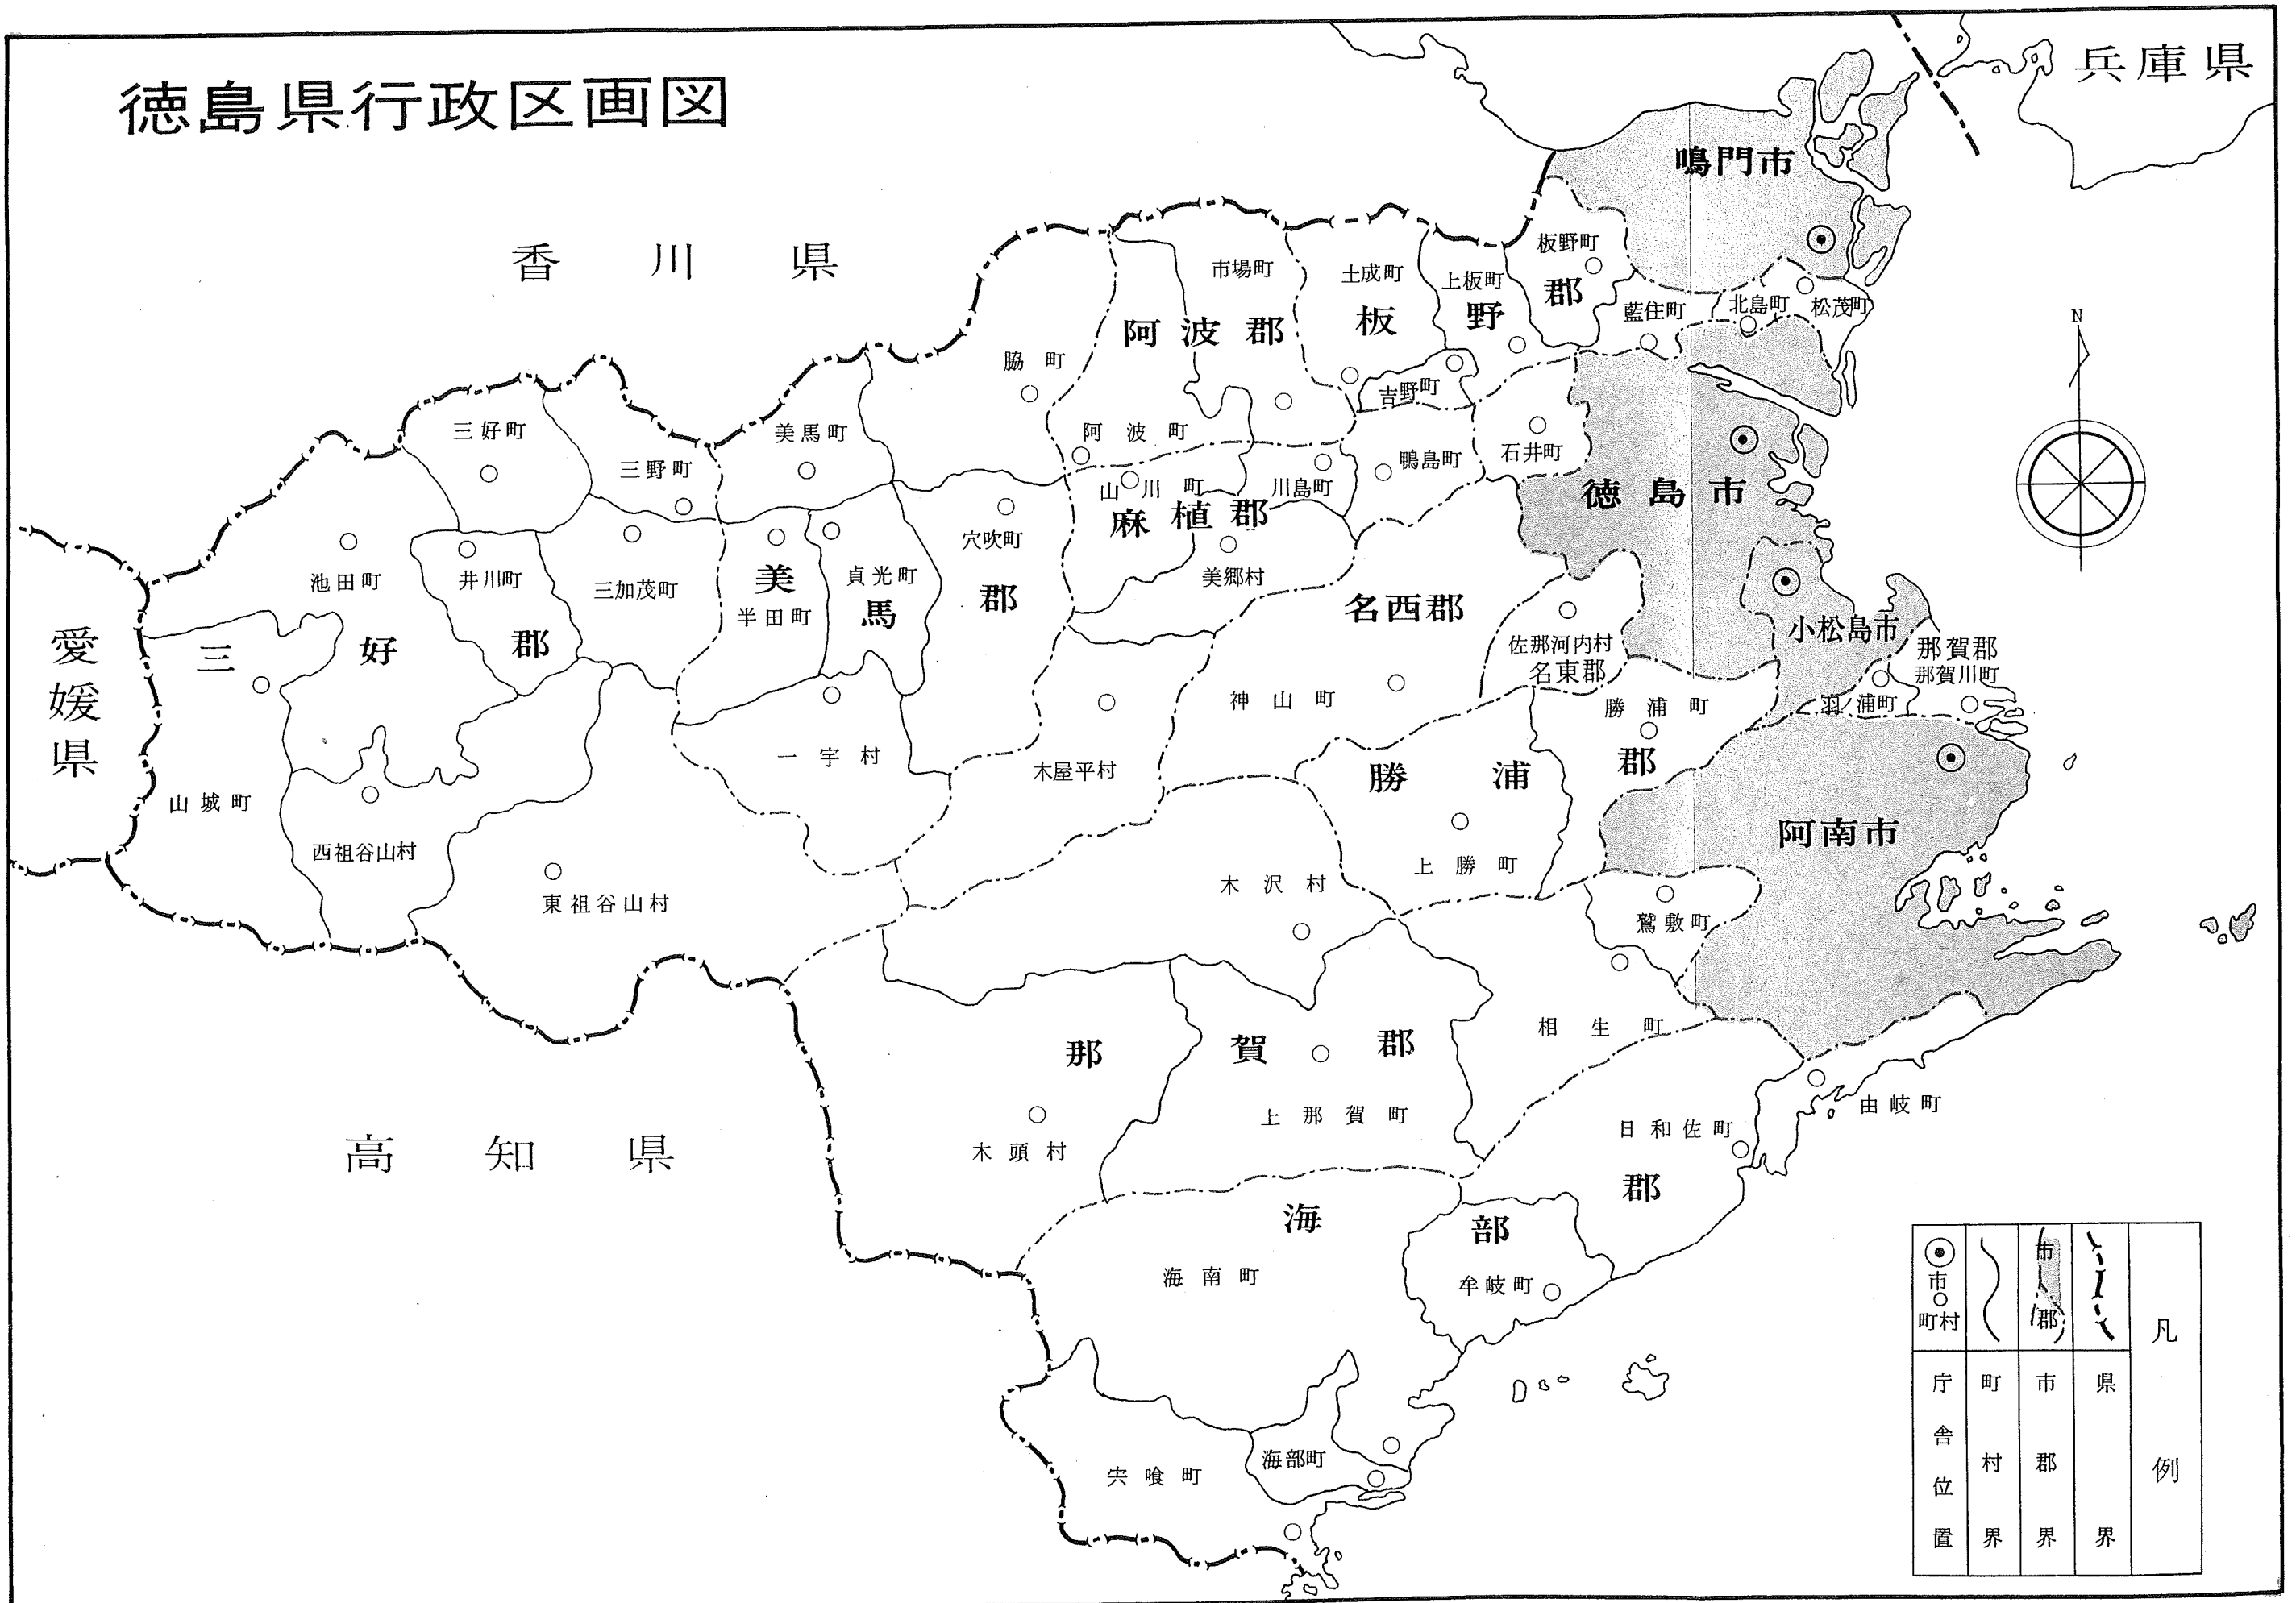 徳島県行政区画図
兵庫県
香川県
愛媛県
高知県
鳴門市
徳島市
小松島市
阿南市
板野郡
板野町
上板町
土成町
吉野町
藍住町
北島町
松茂町
阿波郡
市場町
阿波町
麻植郡
山川町
川島町
鴨島町
美郷村
名西郡
石井町
神山町
佐那河内村
名東郡
美馬郡
脇町
美馬町
半田町
貞光町
穴吹町
一宇村
木屋平村
三好郡
三好町
三野町
池田町
井川町
三加茂町
山城町
西祖谷山村
東祖谷山村
勝浦郡
勝浦町
上勝町
那賀郡
那賀川町
羽ノ浦町
那賀郡
鷲敷町
相生町
木沢村
上那賀町
木頭村
海部郡
由岐町
日和佐町
牟岐町
海南町
海部町
宍喰町
N
凡例
県界
市
郡
市郡界
町村界
市
町村
庁舎位置